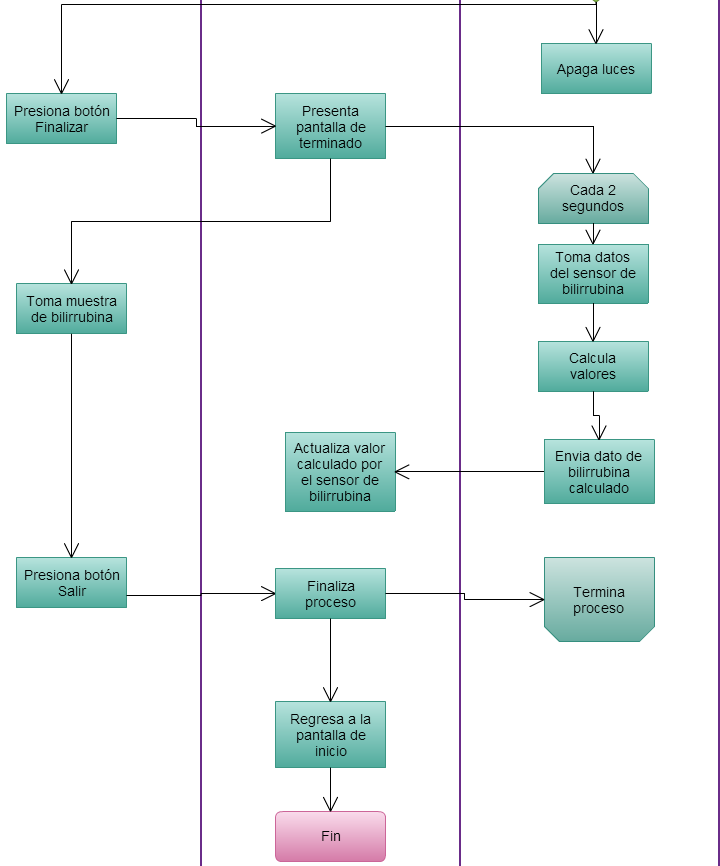 Apaga luces
Presiona botón
Finalizar
Presenta
pantalla de
terminado
Cada 2
segundos
Toma datos
del sensor de
bilirrubina
Toma muestra
de bilirrubina
Calcula
valores
Actualiza valor
calculado por
el sensor de
bilirrubina
Envia dato de
bilirrubina
calculado
Presiona botón
Salir
Finaliza
proceso
Termina
proceso
Regresa a la
pantalla de
inicio
Fin